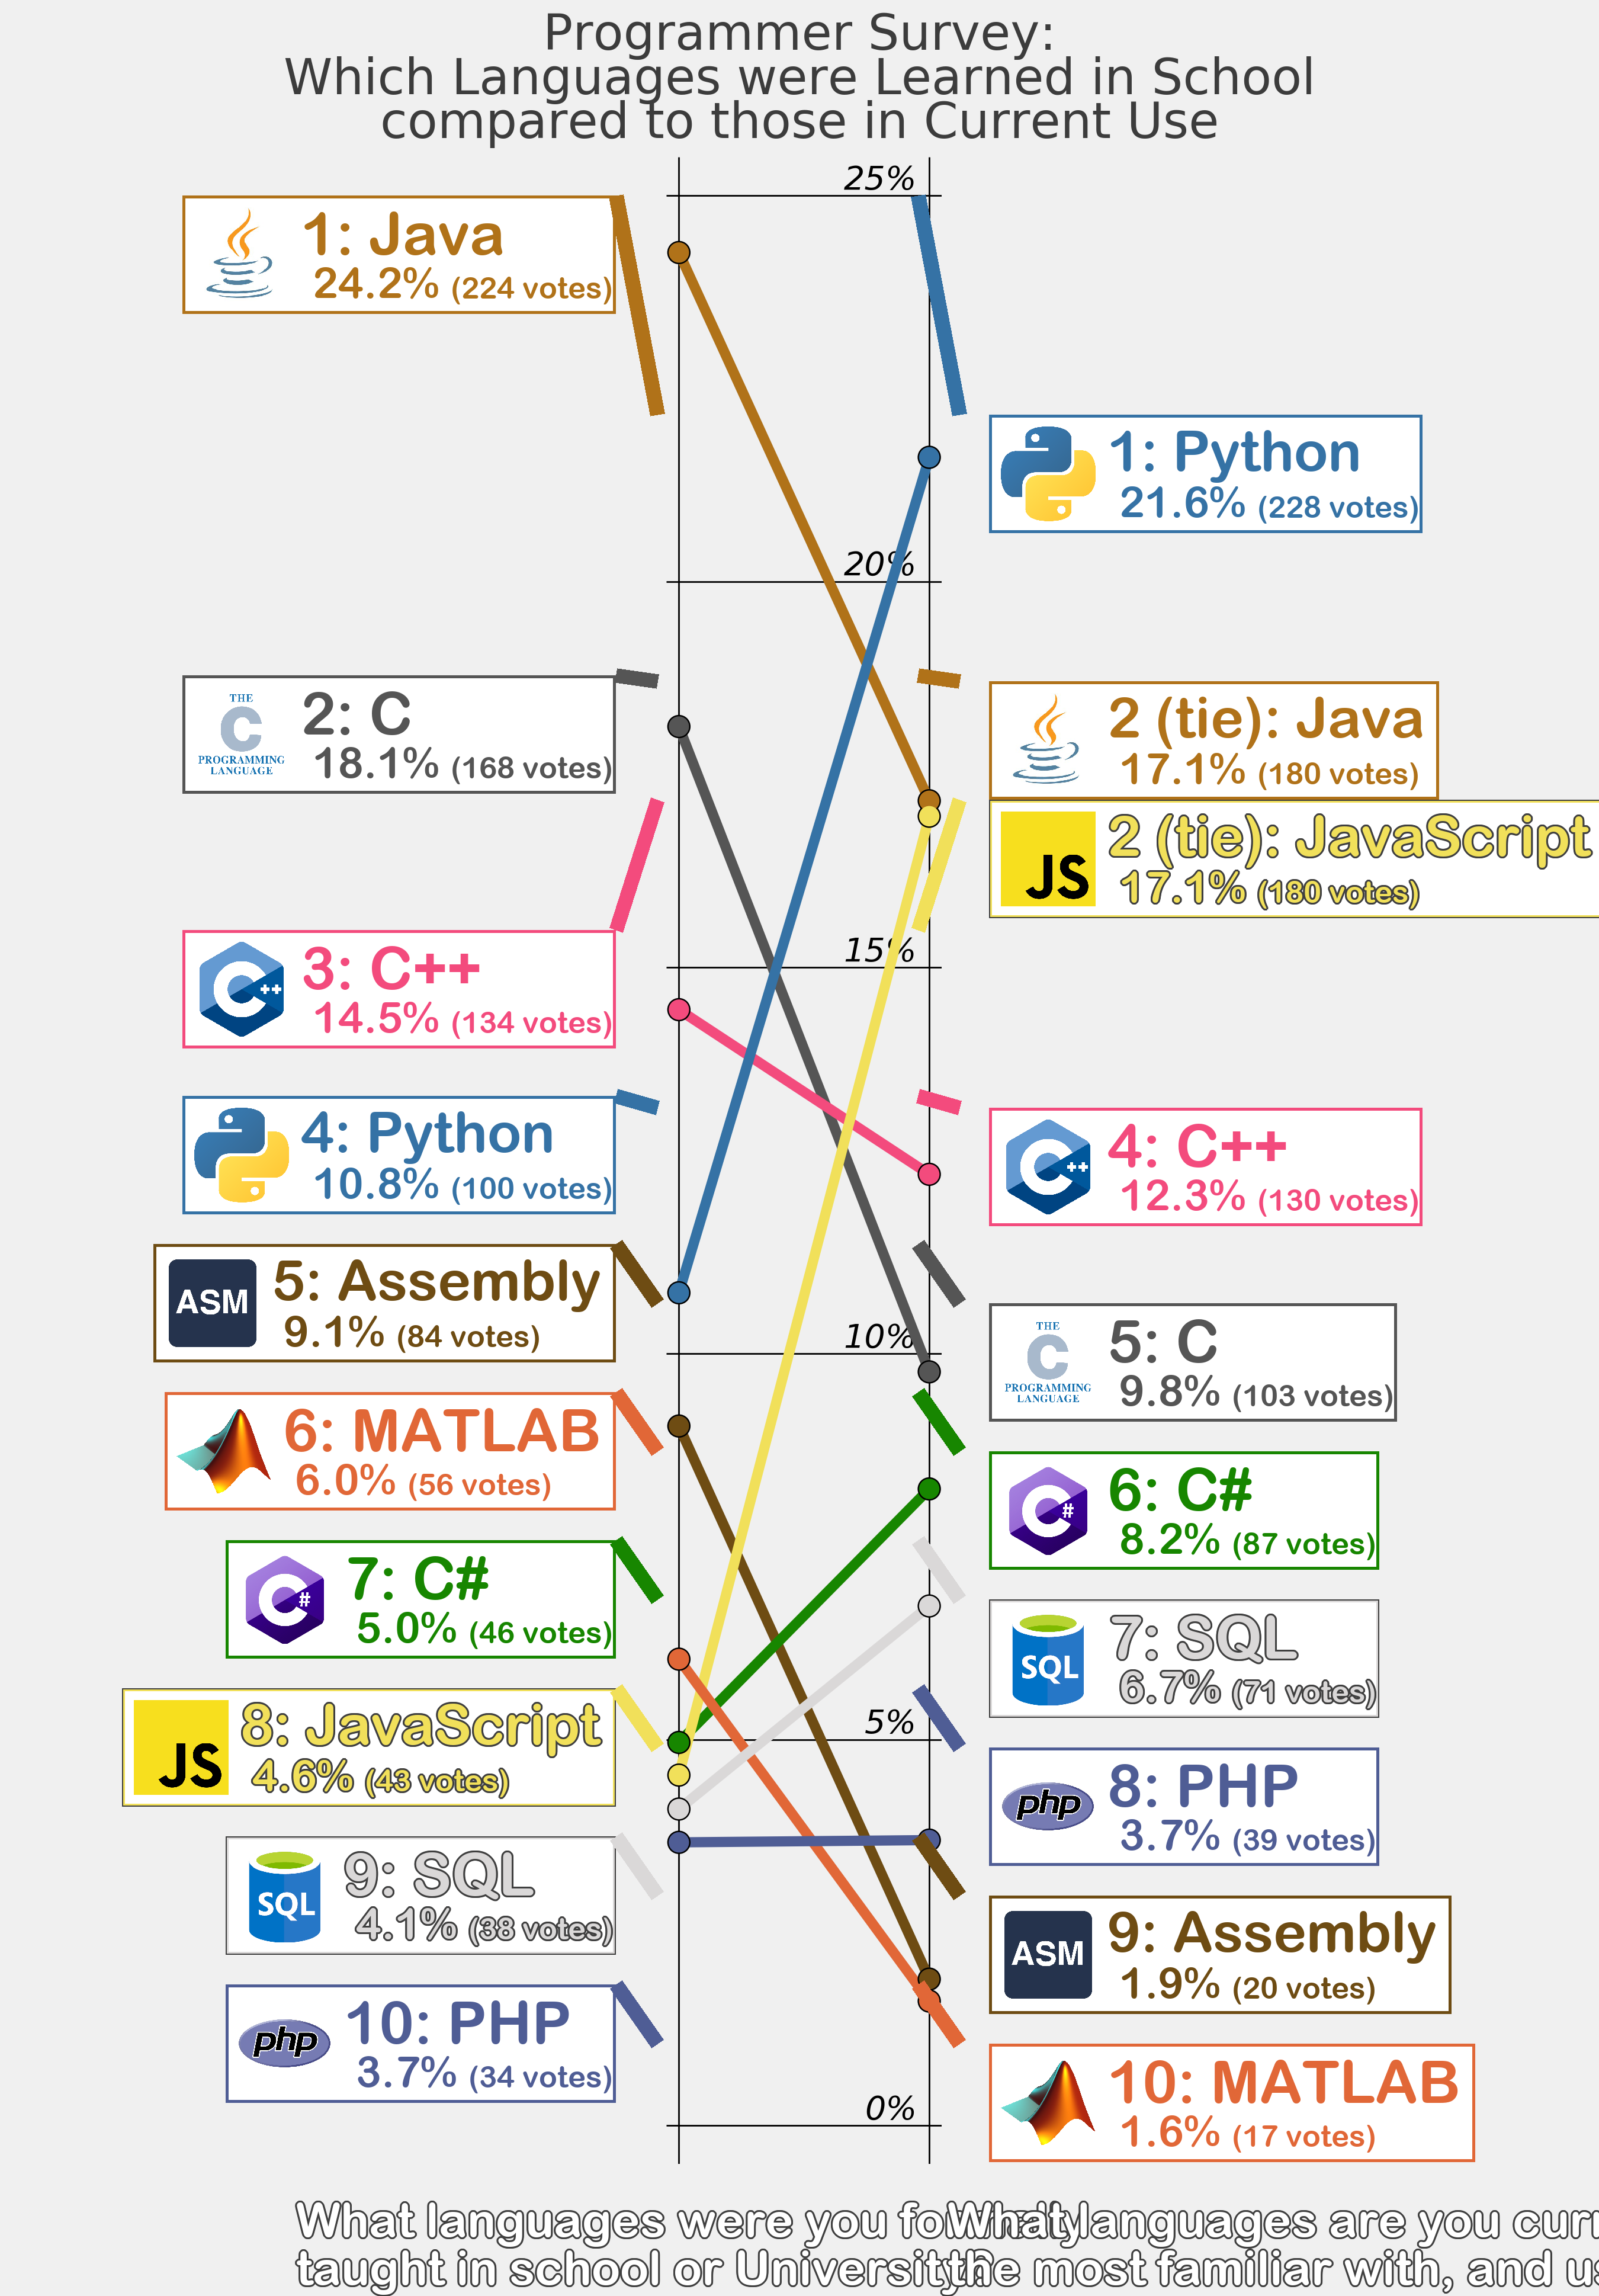 Programmer Survey:
Which Languages were Learned in School
compared to those in Current Use
25%
20%
15%
10%
5%
0%
1: Java
24.2% (224 votes)
THE
C
PROGRAMMING
LANGUAGE
2: C
18.1% (168 votes)
C++
3: C++
14.5% (134 votes)
4: Python
10.8% (100 votes)
ASM
5: Assembly
9.1% (84 votes)
6: MATLAB
6.0% (56 votes)
C#
7: C#
5.0% (46 votes)
JS
8: JavaScript
4.6% (43 votes)
SQL
9: SQL
4.1% (38 votes)
php
10: PHP
3.7% (34 votes)
1: Python
21.6% (228 votes)
2 (tie): Java
17.1% (180 votes)
JS
2 (tie): JavaScript
17.1% (180 votes)
C++
4: C++
12.3% (130 votes)
THE
C
PROGRAMMING
LANGUAGE
5: C
9.8% (103 votes)
C#
6: C#
8.2% (87 votes)
SQL
7: SQL
6.7% (71 votes)
php
8: PHP
3.7% (39 votes)
ASM
9: Assembly
1.9% (20 votes)
10: MATLAB
1.6% (17 votes)
What languages were you
taught in school or University?
What languages are you
the most familiar with, and